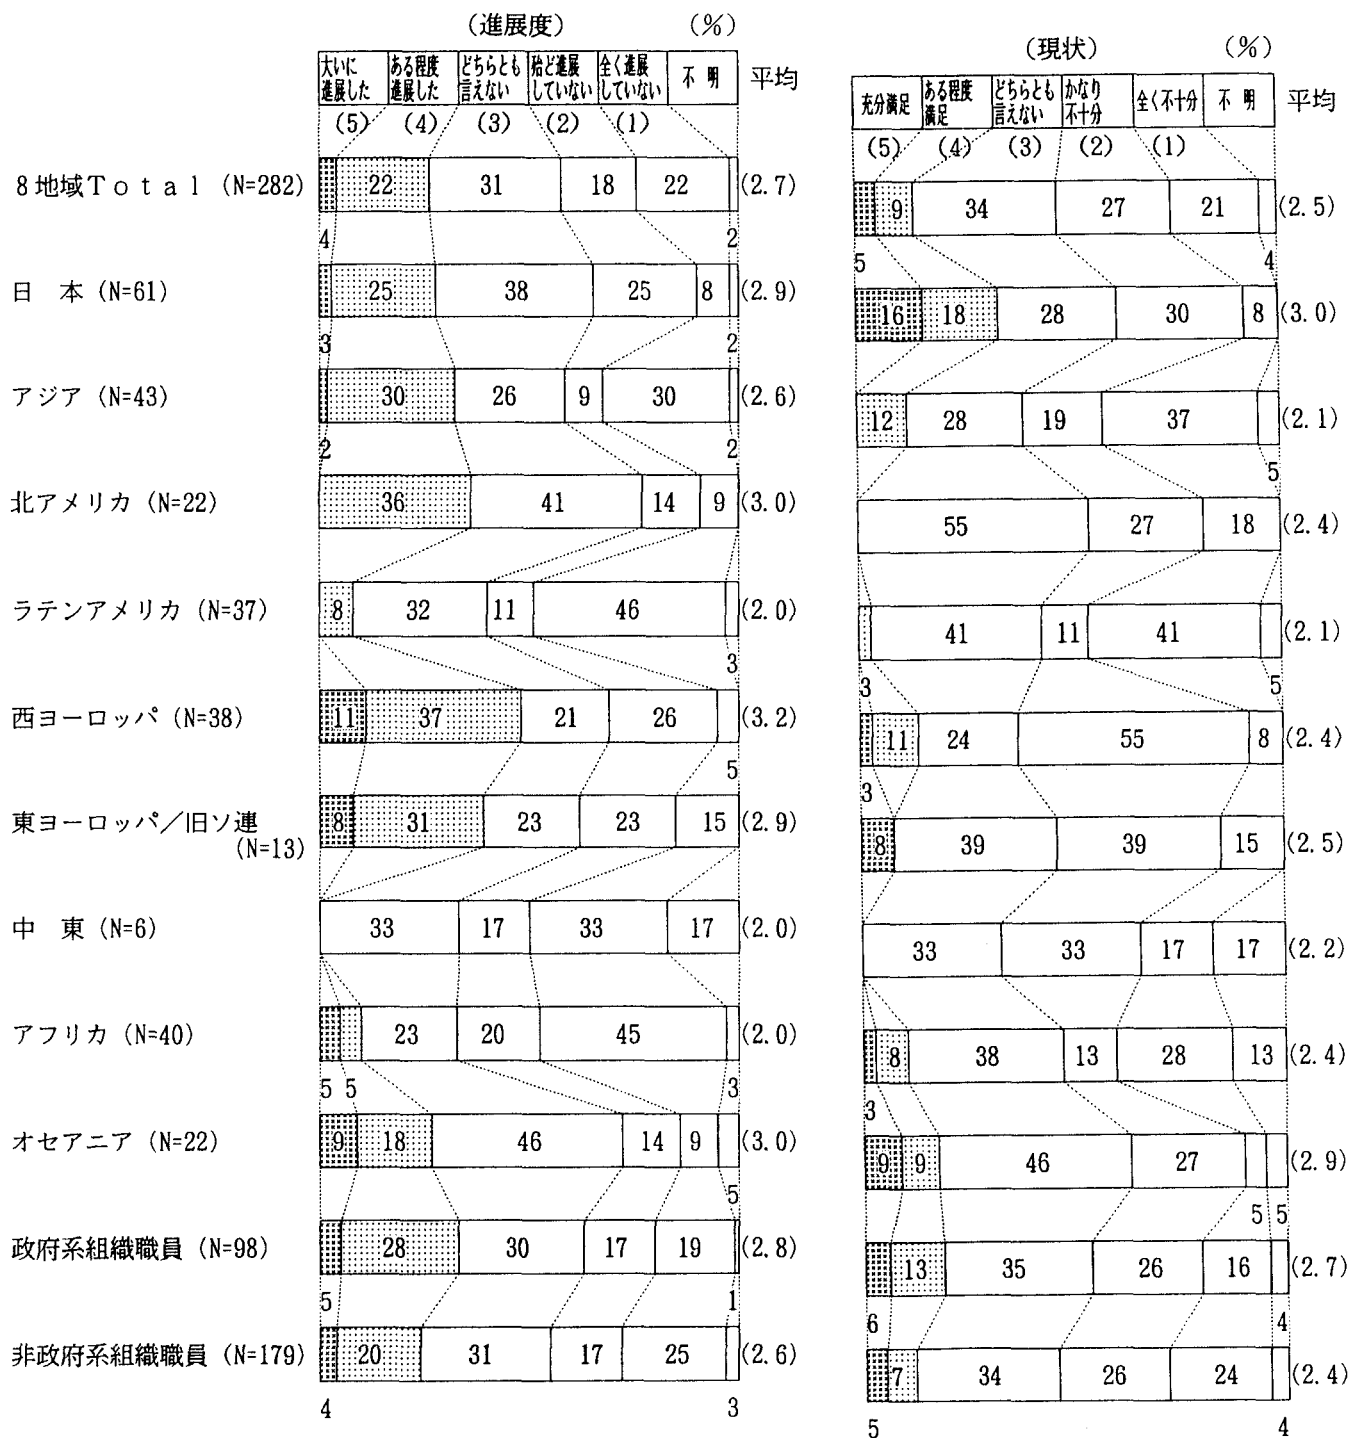 （進展度） （％）
大いに進展した ある程度進展した どちらとも言えない 殆ど進展していない 全く進展していない 不 明 平均
(5) (4) (3) (2) (1)
8地域Total (N=282) 22 31 18 22 (2.7)
4 2
日 本 (N=61) 25 38 25 8 (2.9)
3 2
アジア (N=43) 30 26 9 30 (2.6)
2 2
北アメリカ (N=22) 36 41 14 9 (3.0)
ラテンアメリカ (N=37) 8 32 11 46 (2.0)
3
西ヨーロッパ (N=38) 11 37 21 26 (3.2)
5
東ヨーロッパ／旧ソ連 8 31 23 23 15 (2.9)
(N=13)
中 東 (N=6) 33 17 33 17 (2.0)
アフリカ (N=40) 23 20 45 (2.0)
5 5 3
オセアニア (N=22) 9 18 46 14 9 (3.0)
5
政府系組織職員 (N=98) 28 30 17 19 (2.8)
5 1
非政府系組織職員 (N=179) 20 31 17 25 (2.6)
4 3
（現状） （％）
充分満足 ある程度満足 どちらとも言えない かなり不十分 全く不十分 不 明 平均
(5) (4) (3) (2) (1)
9 34 27 21 (2.5)
5 4
16 18 28 30 8 (3.0)
12 28 19 37 (2.1)
5
55 27 18 (2.4)
41 11 41 (2.1)
3 5
11 24 55 8 (2.4)
3
8 39 39 15 (2.5)
33 33 17 17 (2.2)
8 38 13 28 13 (2.4)
3
9 9 46 27 (2.9)
5 5
13 35 26 16 (2.7)
6 4
7 34 26 24 (2.4)
5 4